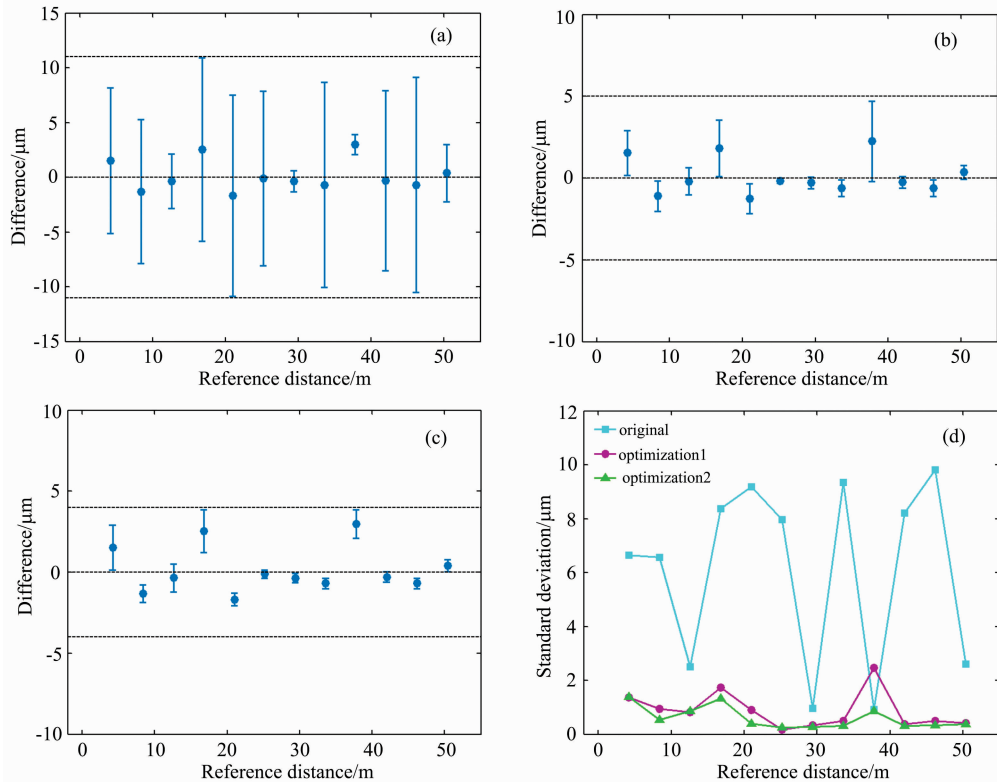 15
10
5
0
-5
-10
-15
Difference/μm
(a)
0 10 20 30 40 50
Reference distance/m
10
5
0
-5
-10
Difference/μm
(b)
0 10 20 30 40 50
Reference distance/m
10
5
0
-5
-10
Difference/μm
(c)
0 10 20 30 40 50
Reference distance/m
12
10
8
6
4
2
0
Standard deviation/μm
(d)
original
optimization1
optimization2
0 10 20 30 40 50
Reference distance/m